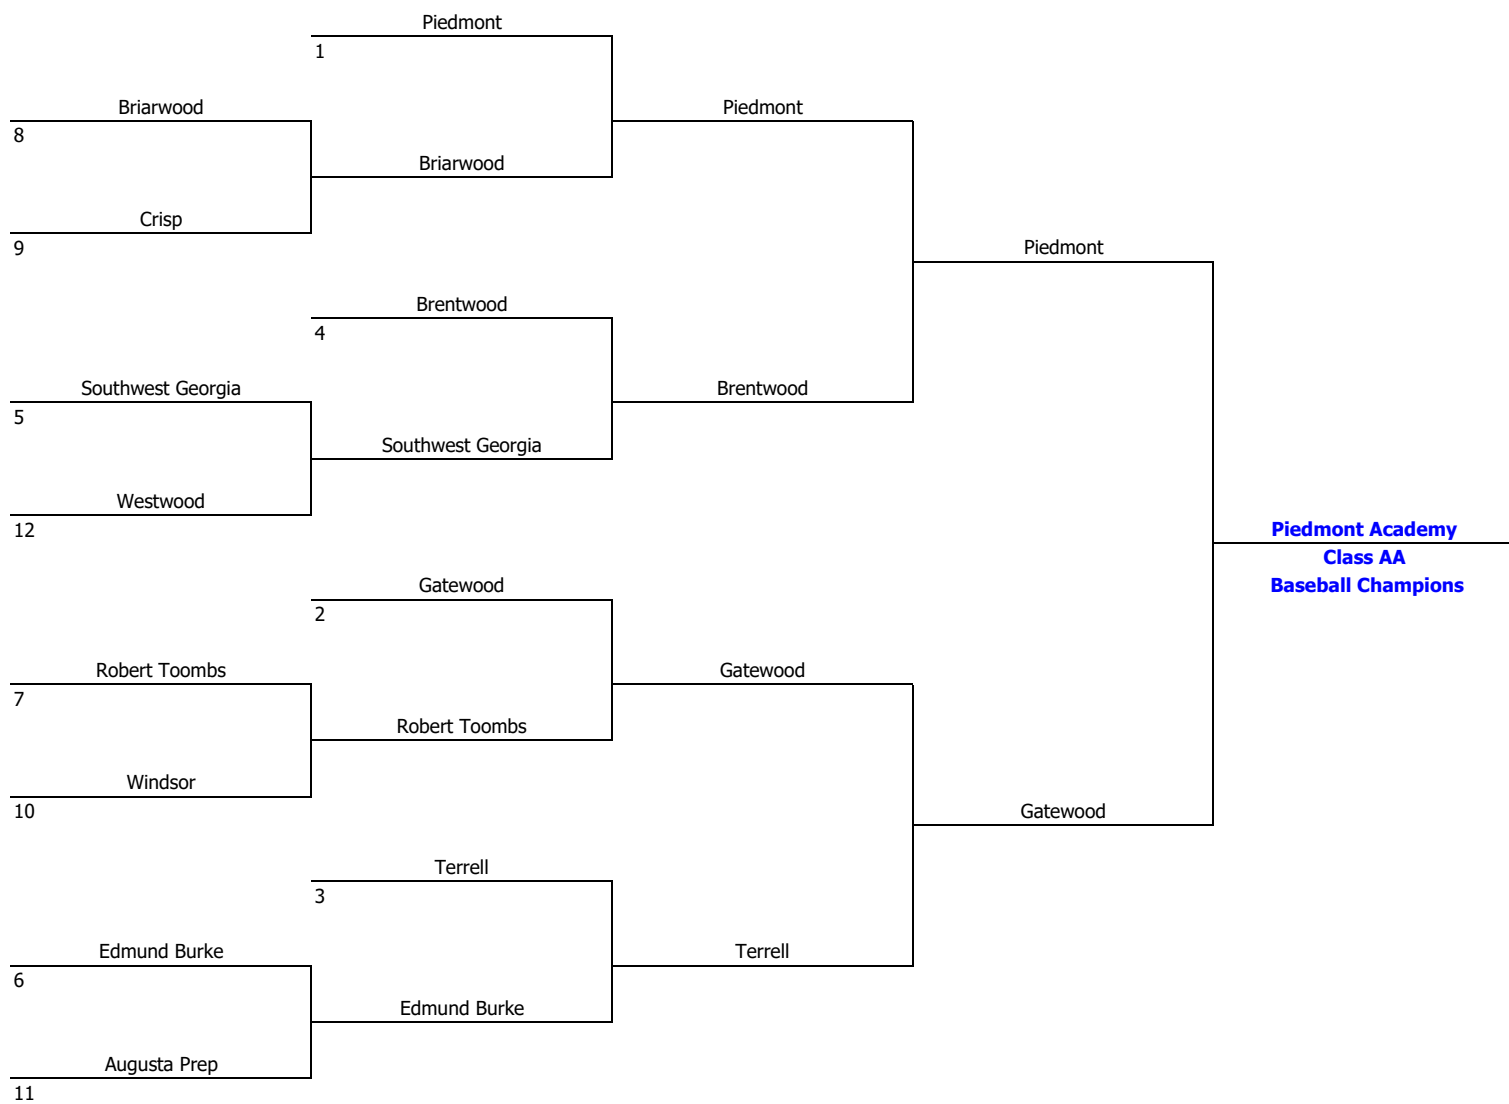 Piedmont
1
Briarwood
Piedmont
8
Briarwood
Crisp
9
Piedmont
Brentwood
4
Southwest Georgia
Brentwood
5
Southwest Georgia
Westwood
12
Piedmont Academy
Class AA
Baseball Champions
Gatewood
2
Robert Toombs
Gatewood
7
Robert Toombs
Windsor
10
Gatewood
Terrell
3
Edmund Burke
Terrell
6
Edmund Burke
Augusta Prep
11